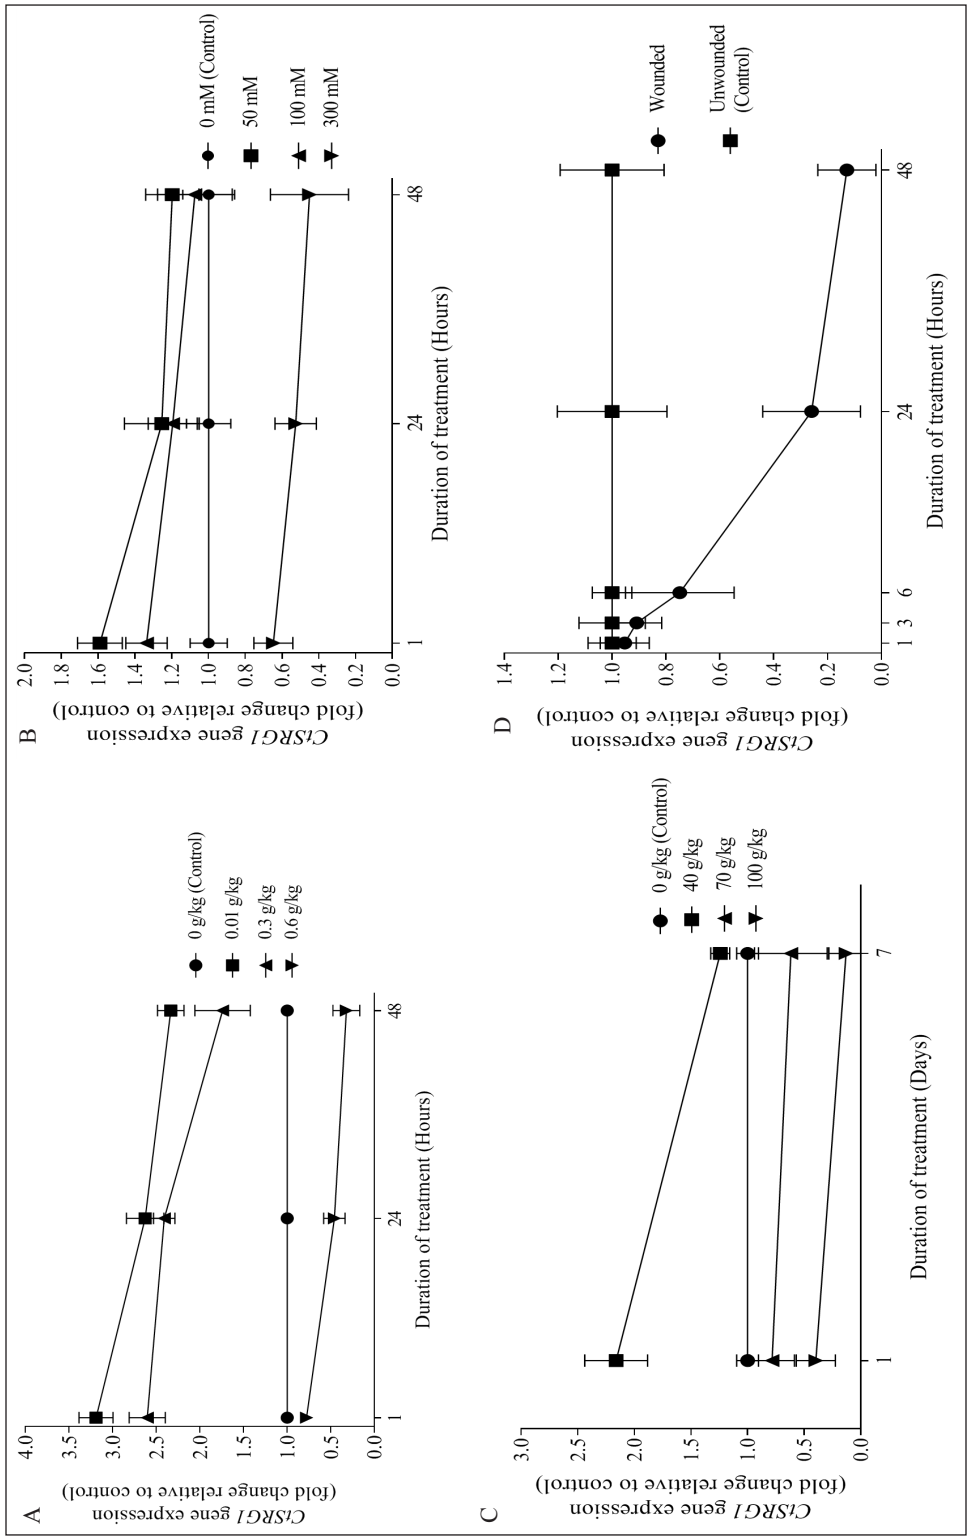 A
CtSRG1 gene expression
(fold change relative to control)
4.0
3.5
3.0
2.5
2.0
1.5
1.0
0.5
0.0
1
24
48
Duration of treatment (Hours)
0 g/kg (Control)
0.01 g/kg
0.3 g/kg
0.6 g/kg
B
CtSRG1 gene expression
(fold change relative to control)
2.0
1.8
1.6
1.4
1.2
1.0
0.8
0.6
0.4
0.2
0.0
1
24
48
Duration of treatment (Hours)
0 mM (Control)
50 mM
100 mM
300 mM
C
CtSRG1 gene expression
(fold change relative to control)
3.0
2.5
2.0
1.5
1.0
0.5
0.0
1
7
Duration of treatment (Days)
0 g/kg (Control)
40 g/kg
70 g/kg
100 g/kg
D
CtSRG1 gene expression
(fold change relative to control)
1.4
1.2
1.0
0.8
0.6
0.4
0.2
0.0
1
3
6
24
48
Duration of treatment (Hours)
Wounded
Unwounded
(Control)